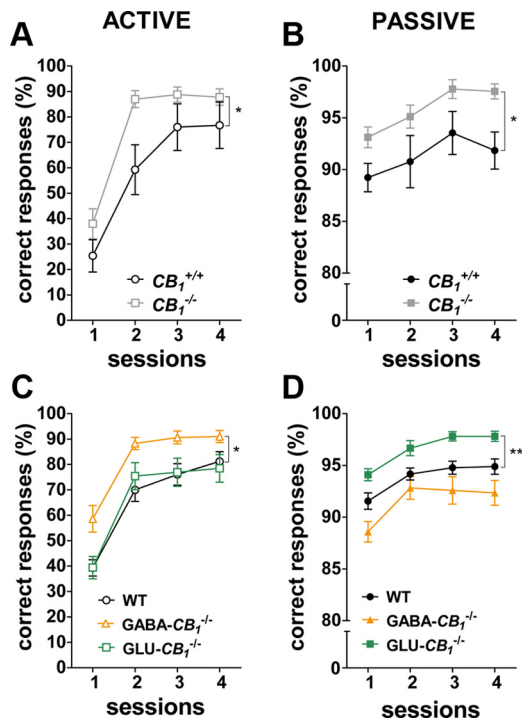 ACTIVE
PASSIVE
A
B
correct responses (%)
100
90
80
70
60
50
40
30
20
10
0
CB₁⁺/⁺
CB₁⁻/⁻
*
1 2 3 4
sessions
correct responses (%)
100
95
90
85
80
0
CB₁⁺/⁺
CB₁⁻/⁻
*
1 2 3 4
sessions
C
D
correct responses (%)
100
90
80
70
60
50
40
30
20
10
0
WT
GABA-CB₁⁻/⁻
GLU-CB₁⁻/⁻
*
1 2 3 4
sessions
correct responses (%)
100
95
90
85
80
0
WT
GABA-CB₁⁻/⁻
GLU-CB₁⁻/⁻
**
1 2 3 4
sessions